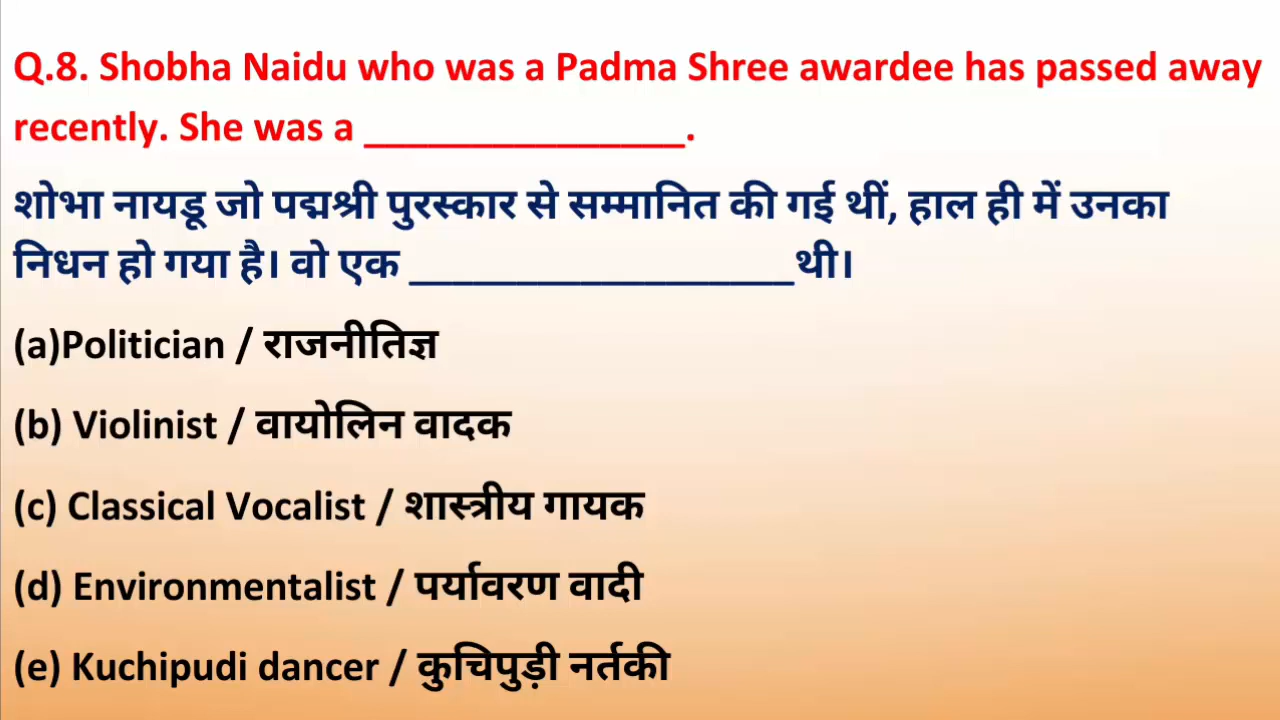 Q.8. Shobha Naidu who was a Padma Shree awardee has passed away
recently. She was a _______________.
शोभा नायडू जो पद्मश्री पुरस्कार से सम्मानित की गई थीं, हाल ही में उनका
निधन हो गया है। वो एक __________________थी।
(a)Politician / राजनीतिज्ञ
(b) Violinist / वायोलिन वादक
(c) Classical Vocalist / शास्त्रीय गायक
(d) Environmentalist / पर्यावरण वादी
(e) Kuchipudi dancer / कुचिपुड़ी नर्तकी